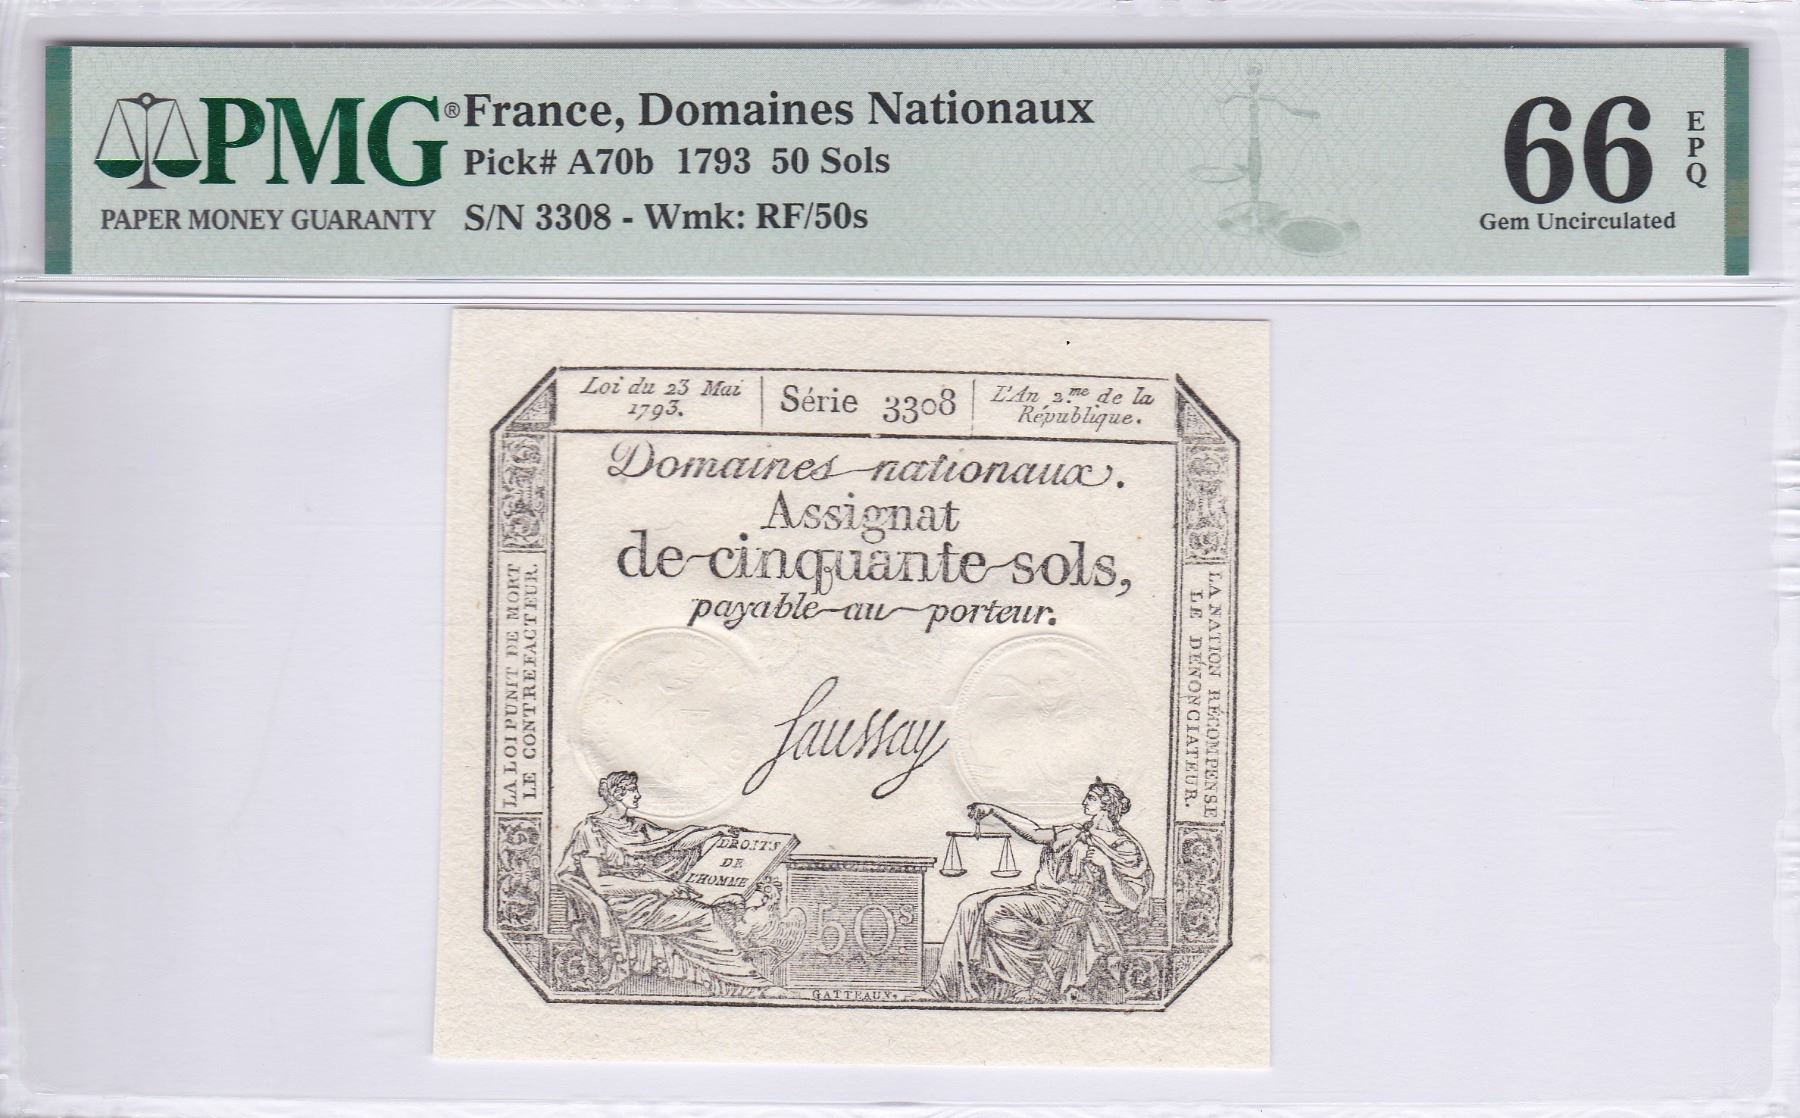 PMG®
PAPER MONEY GUARANTY
France, Domaines Nationaux
Pick# A70b 1793 50 Sols
S/N 3308 - Wmk: RF/50s
66
EPQ
Gem Uncirculated
Loi du 23 Mai
1793.
Série 3308
L'An 2.me de la
République.
Domaines nationaux.
Assignat
de cinquante sols,
payable au porteur.
LA LOI PUNIT DE MORT
LE CONTREFACTEUR.
LA NATION RÉCOMPENSE
LE DÉNONCIATEUR.
Saussay
DROITS
DE
L'HOMME
50s
GATTEAUX.